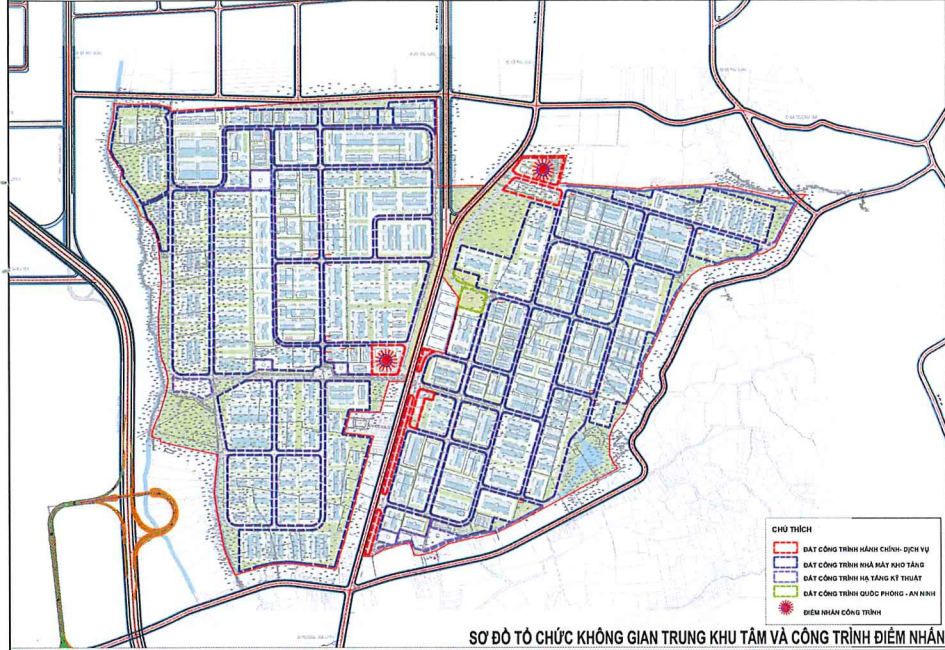 CHÚ THÍCH
ĐẤT CÔNG TRÌNH HÀNH CHÍNH- DỊCH VỤ
ĐẤT CÔNG TRÌNH NHÀ MÁY KHO TÀNG
ĐẤT CÔNG TRÌNH HẠ TẦNG KỸ THUẬT
ĐẤT CÔNG TRÌNH QUỐC PHÒNG - AN NINH
ĐIỂM NHẤN CÔNG TRÌNH
SƠ ĐỒ TỔ CHỨC KHÔNG GIAN TRUNG KHU TÂM VÀ CÔNG TRÌNH ĐIỂM NHẤN